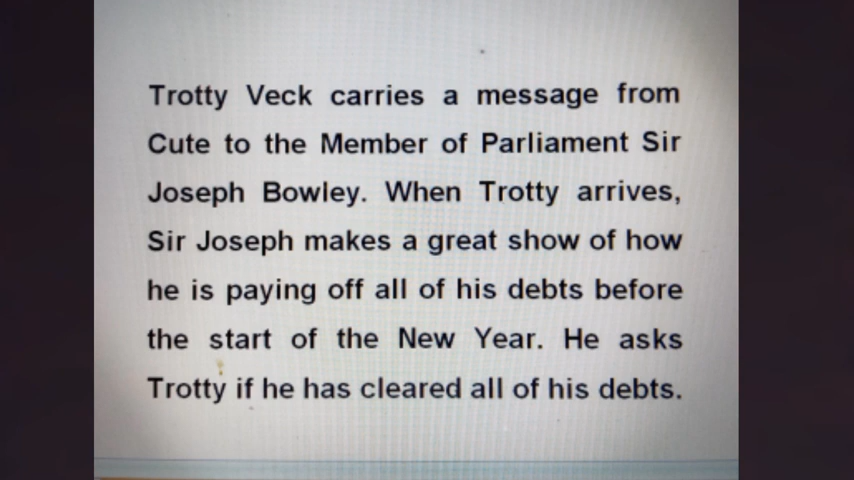 Trotty Veck carries a message from
Cute to the Member of Parliament Sir
Joseph Bowley. When Trotty arrives,
Sir Joseph makes a great show of how
he is paying off all of his debts before
the start of the New Year. He asks
Trotty if he has cleared all of his debts.